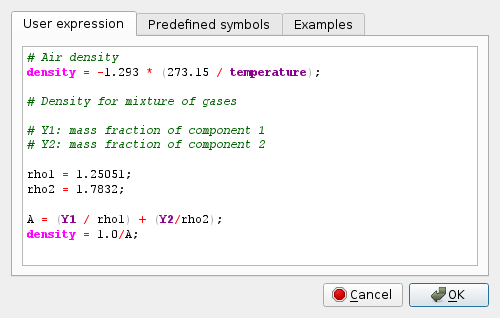 User expression
Predefined symbols
Examples
# Air density
density = -1.293 * (273.15 / temperature);
# Density for mixture of gases
# Y1: mass fraction of component 1
# Y2: mass fraction of component 2
rho1 = 1.25051;
rho2 = 1.7832;
A = (Y1 / rho1) + (Y2/rho2);
density = 1.0/A;
Cancel
OK